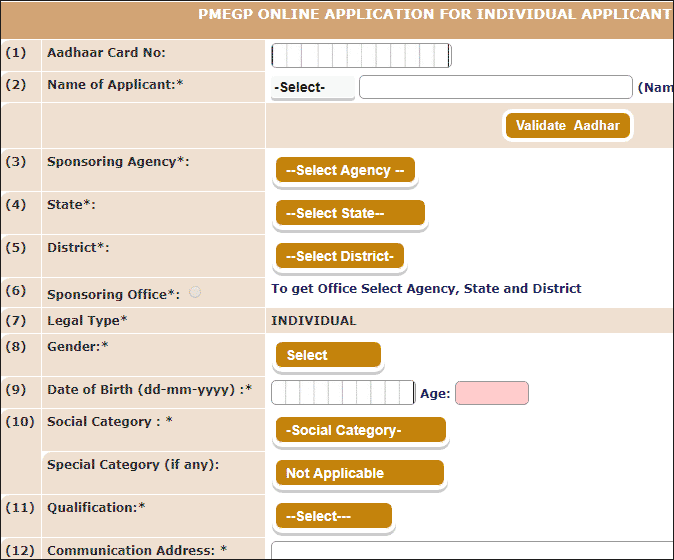 PMEGP ONLINE APPLICATION FOR INDIVIDUAL APPLICANT
(1) Aadhaar Card No:
(2) Name of Applicant:* -Select- (Nam
Validate Aadhar
(3) Sponsoring Agency*: --Select Agency --
(4) State*: --Select State--
(5) District*: --Select District-
(6) Sponsoring Office*: To get Office Select Agency, State and District
(7) Legal Type* INDIVIDUAL
(8) Gender:* Select
(9) Date of Birth (dd-mm-yyyy) :* Age:
(10) Social Category : * -Social Category-
Special Category (if any): Not Applicable
(11) Qualification:* --Select---
(12) Communication Address: *